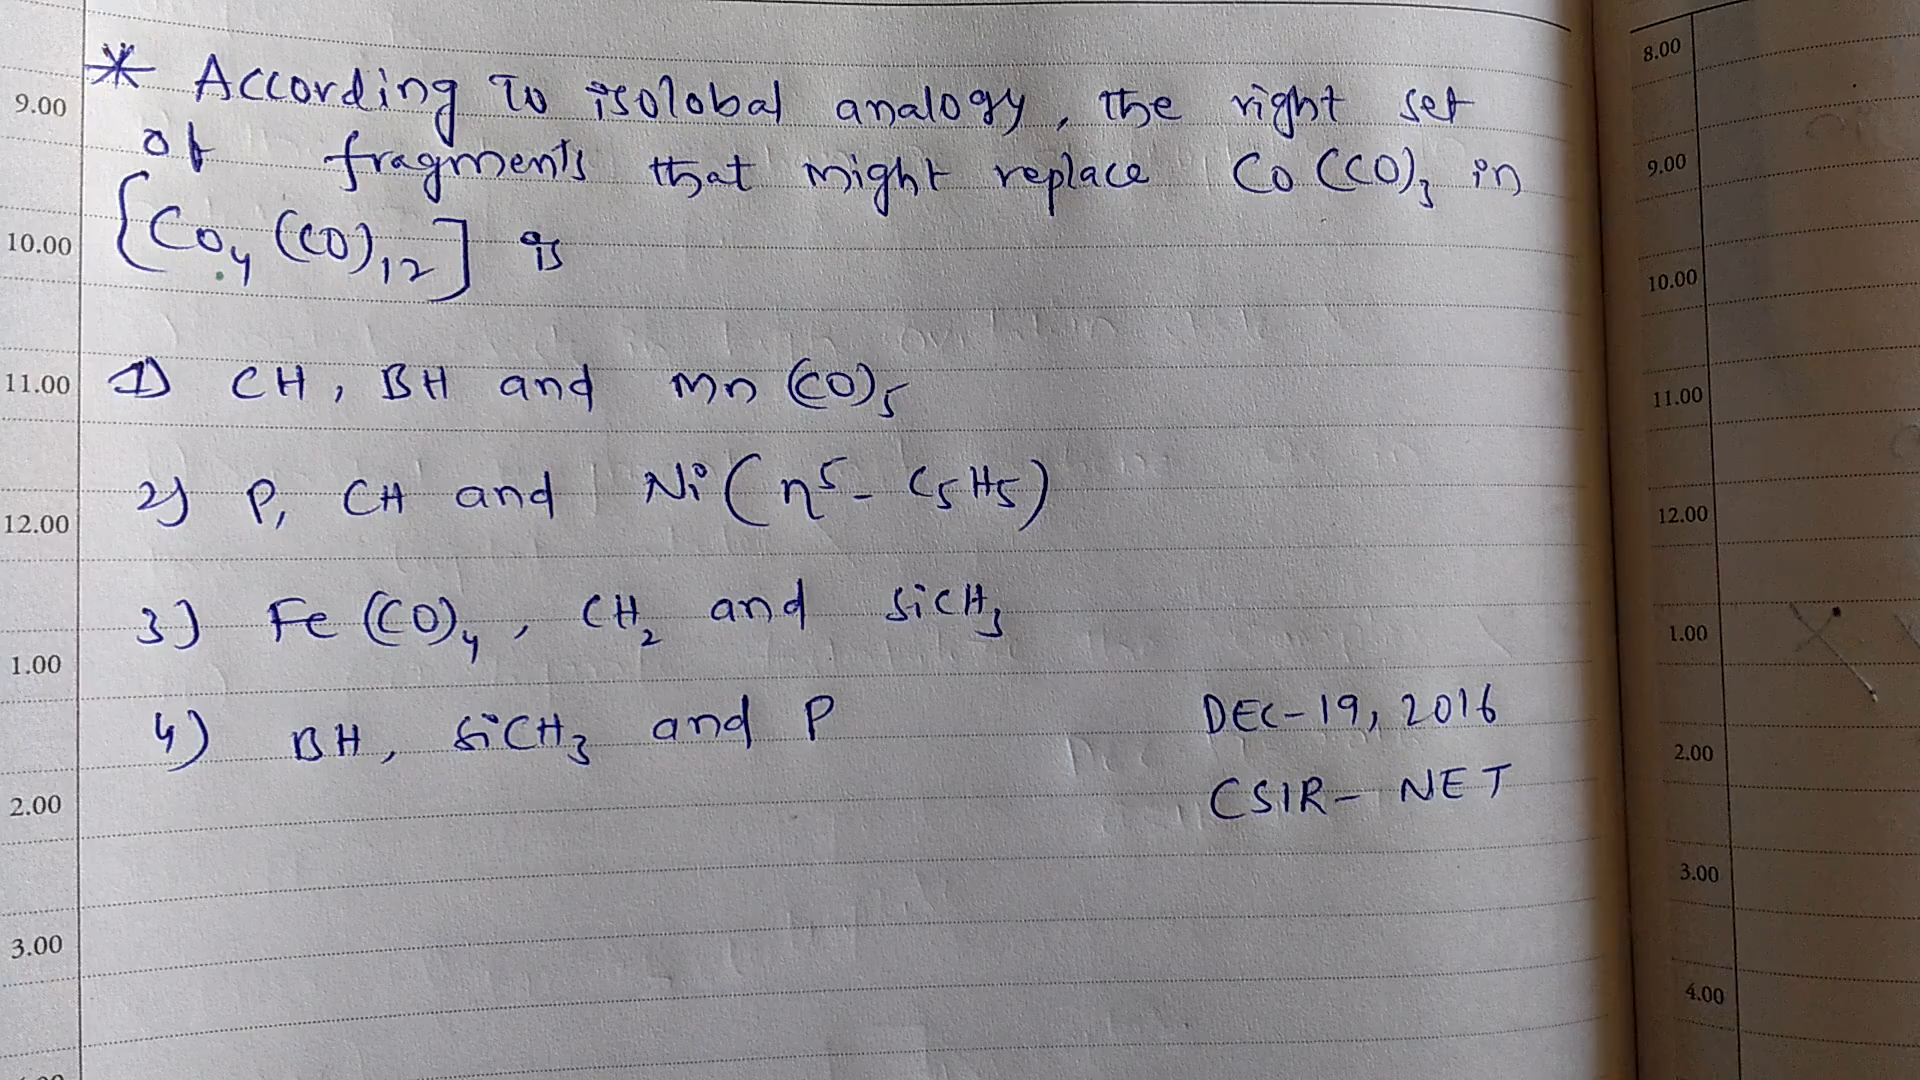 * According to isolobal analogy, the right set
of fragments that might replace Co(CO)3 in
[Co4(CO)12] is
1) CH, BH and Mn(CO)5
2) P, CH and Ni(η5-C5H5)
3) Fe(CO)4, CH2 and SiCH3
4) BH, SiCH3 and P
DEC-19, 2016
CSIR- NET
9.00
10.00
11.00
12.00
1.00
2.00
3.00
8.00
9.00
10.00
11.00
12.00
1.00
2.00
3.00
4.00